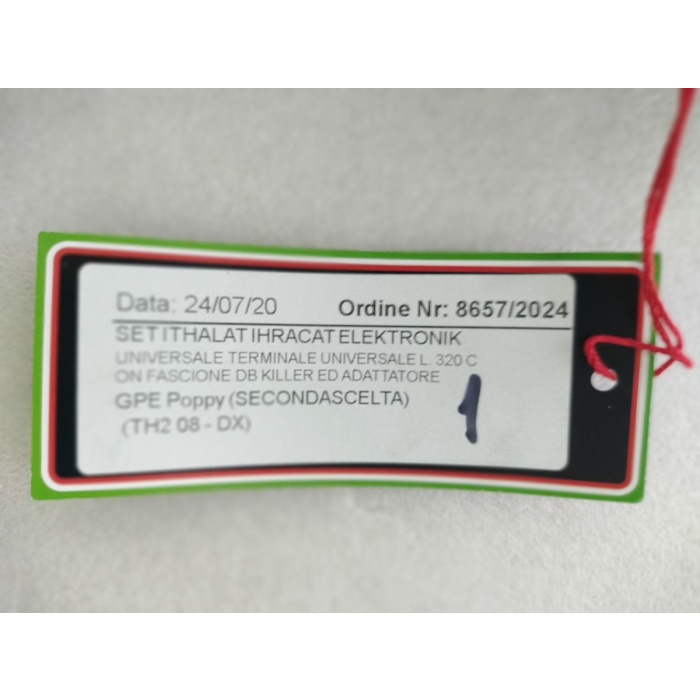 Data: 24/07/20 Ordine Nr: 8657/2024
SET ITHALAT IHRACAT ELEKTRONIK
UNIVERSALE TERMINALE UNIVERSALE L. 320 C
ON FASCIONE DB KILLER ED ADATTATORE
GPE Poppy (SECONDASCELTA)
(TH2 08 - DX)
1